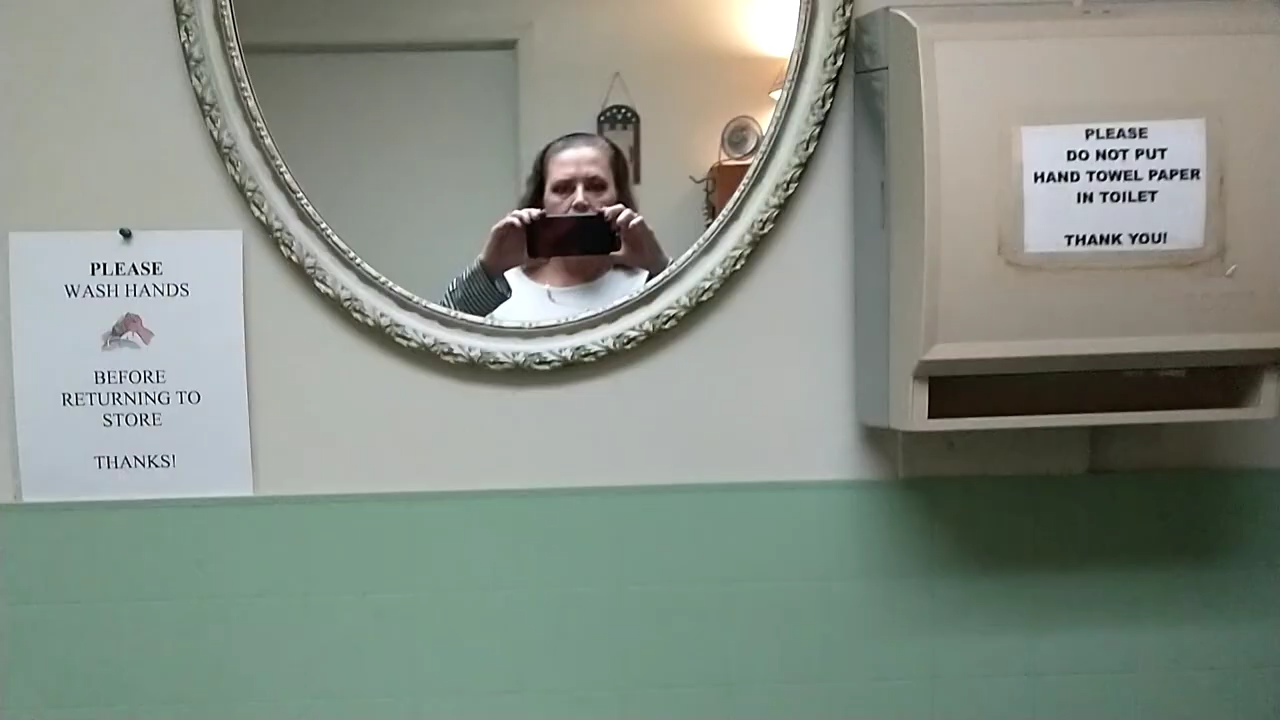 PLEASE
WASH HANDS
BEFORE
RETURNING TO
STORE
THANKS!
PLEASE
DO NOT PUT
HAND TOWEL PAPER
IN TOILET
THANK YOU!